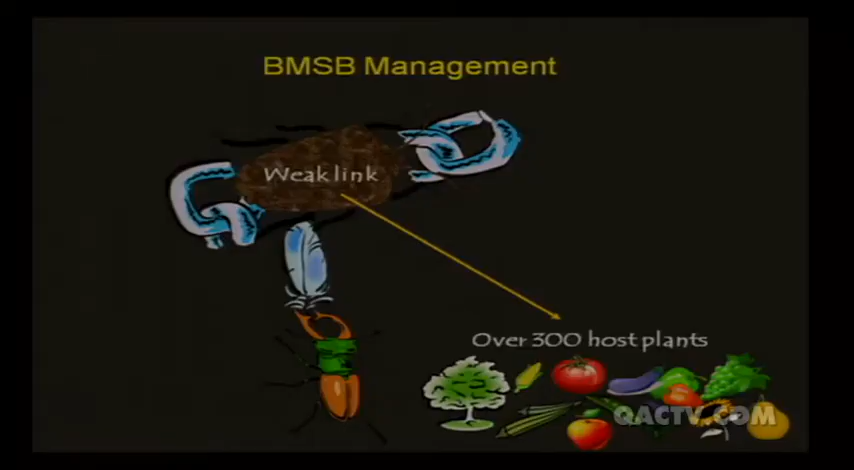 BMSB Management
Weak link
Over 300 host plants
QACTV.COM